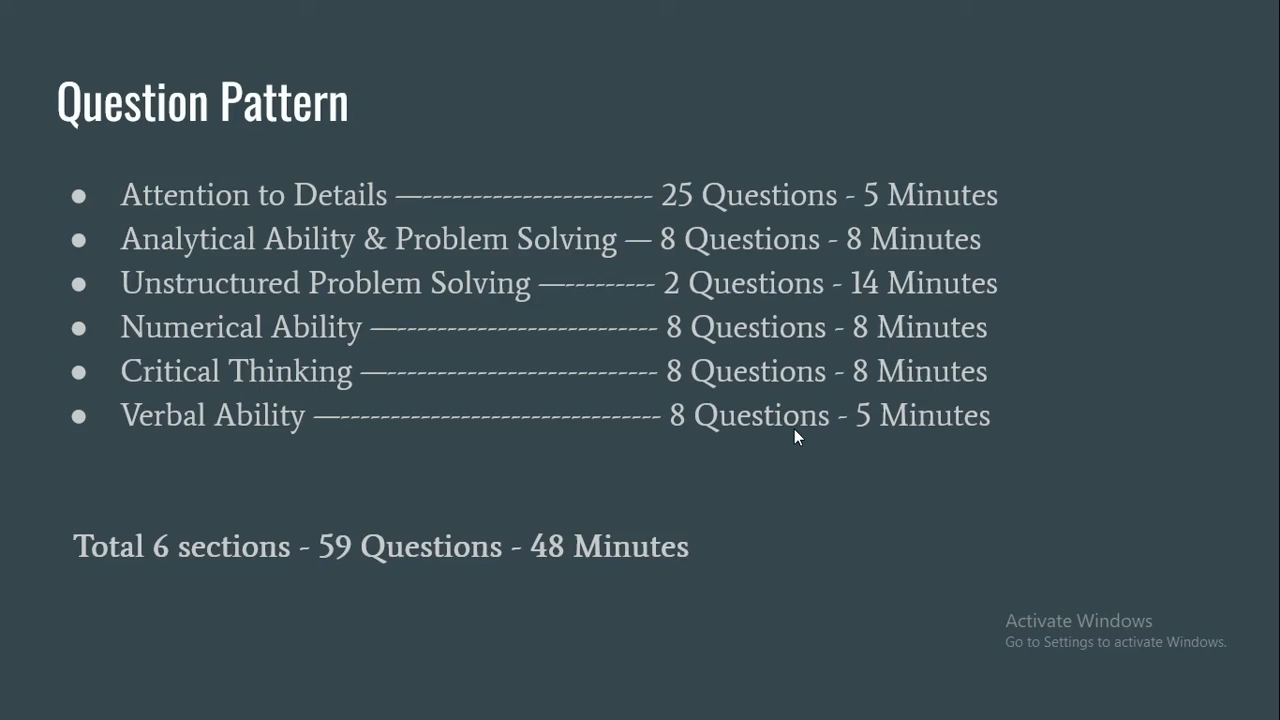 Question Pattern
● Attention to Details —----------------------- 25 Questions - 5 Minutes
● Analytical Ability & Problem Solving — 8 Questions - 8 Minutes
● Unstructured Problem Solving —--------- 2 Questions - 14 Minutes
● Numerical Ability —-------------------------- 8 Questions - 8 Minutes
● Critical Thinking —--------------------------- 8 Questions - 8 Minutes
● Verbal Ability —-------------------------------- 8 Questions - 5 Minutes
Total 6 sections - 59 Questions - 48 Minutes
Activate Windows
Go to Settings to activate Windows.